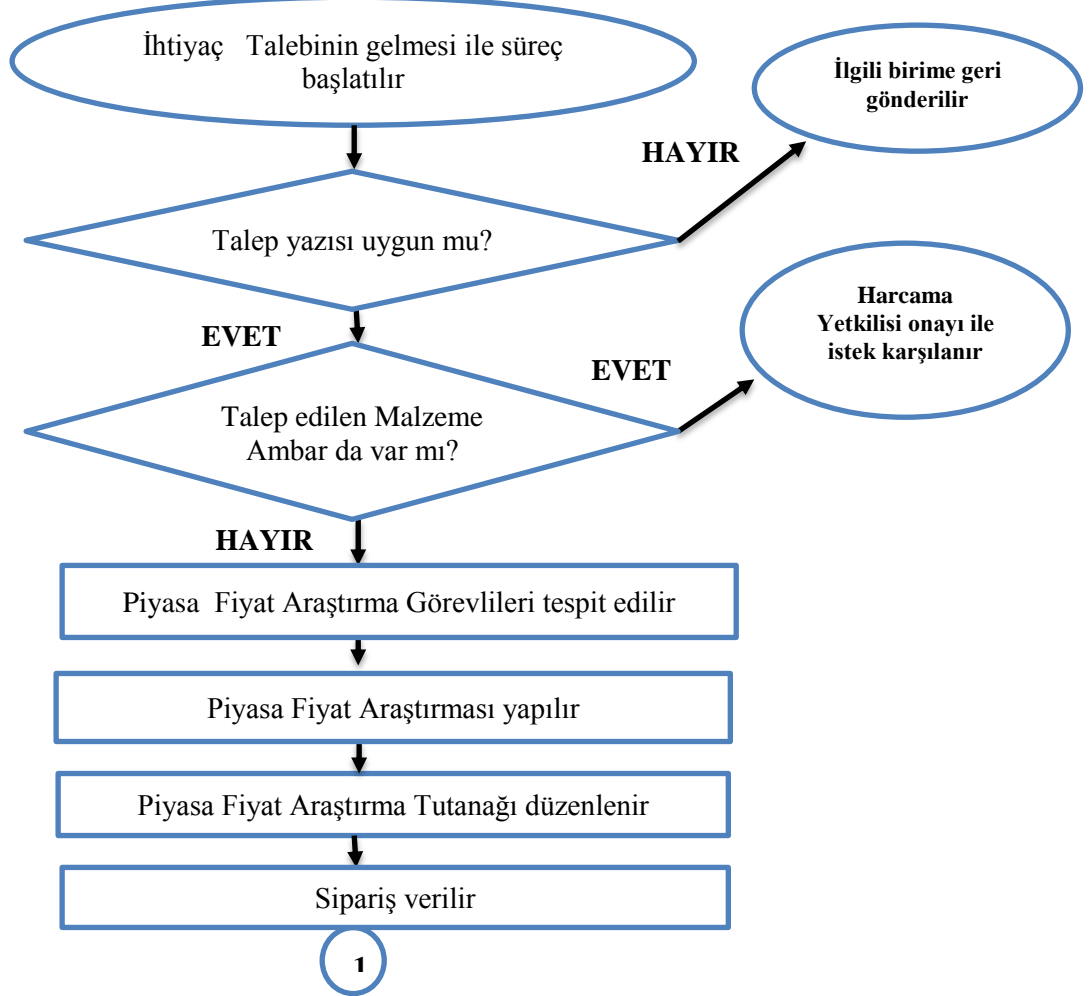 İhtiyaç Talebinin gelmesi ile süreç
başlatılır
İlgili birime geri
gönderilir
HAYIR
Talep yazısı uygun mu?
EVET
Harcama
Yetkilisi onayı ile
istek karşılanır
EVET
Talep edilen Malzeme
Ambar da var mı?
HAYIR
Piyasa Fiyat Araştırma Görevlileri tespit edilir
Piyasa Fiyat Araştırması yapılır
Piyasa Fiyat Araştırma Tutanağı düzenlenir
Sipariş verilir
1